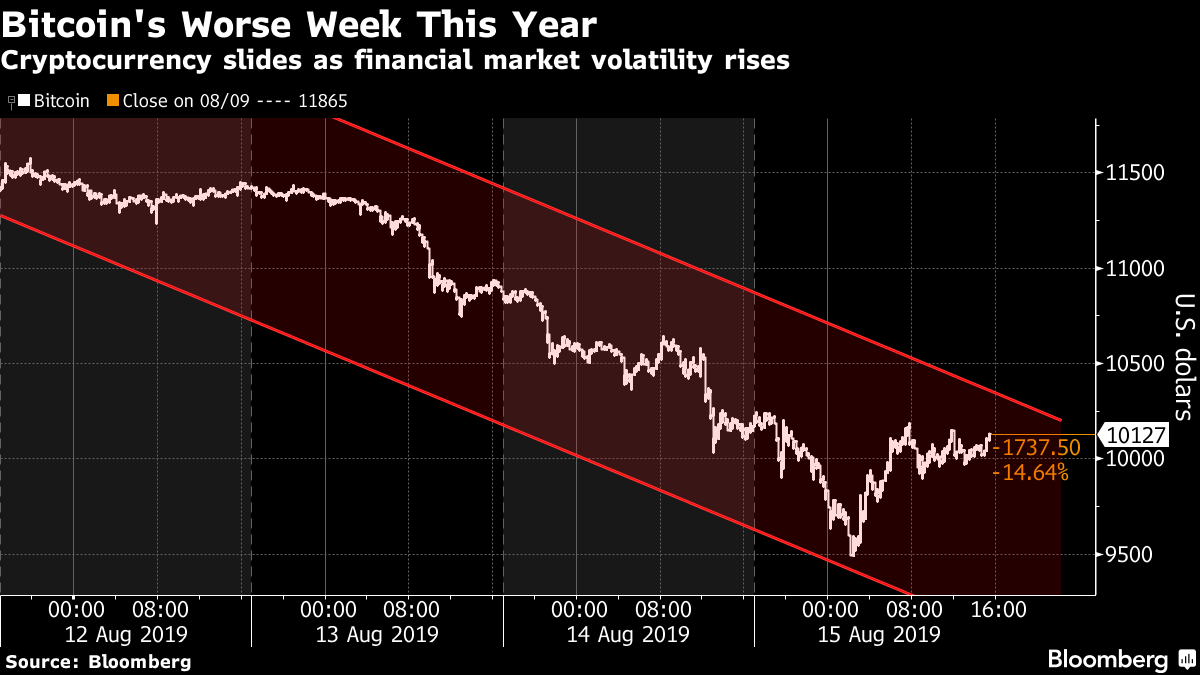 Bitcoin's Worse Week This Year
Cryptocurrency slides as financial market volatility rises
Bitcoin Close on 08/09 ---- 11865
11500
11000
10500
10127
10000
9500
U.S. dollars
-1737.50
-14.64%
00:00 08:00 00:00 08:00 00:00 08:00 00:00 08:00 16:00
12 Aug 2019 13 Aug 2019 14 Aug 2019 15 Aug 2019
Source: Bloomberg
Bloomberg